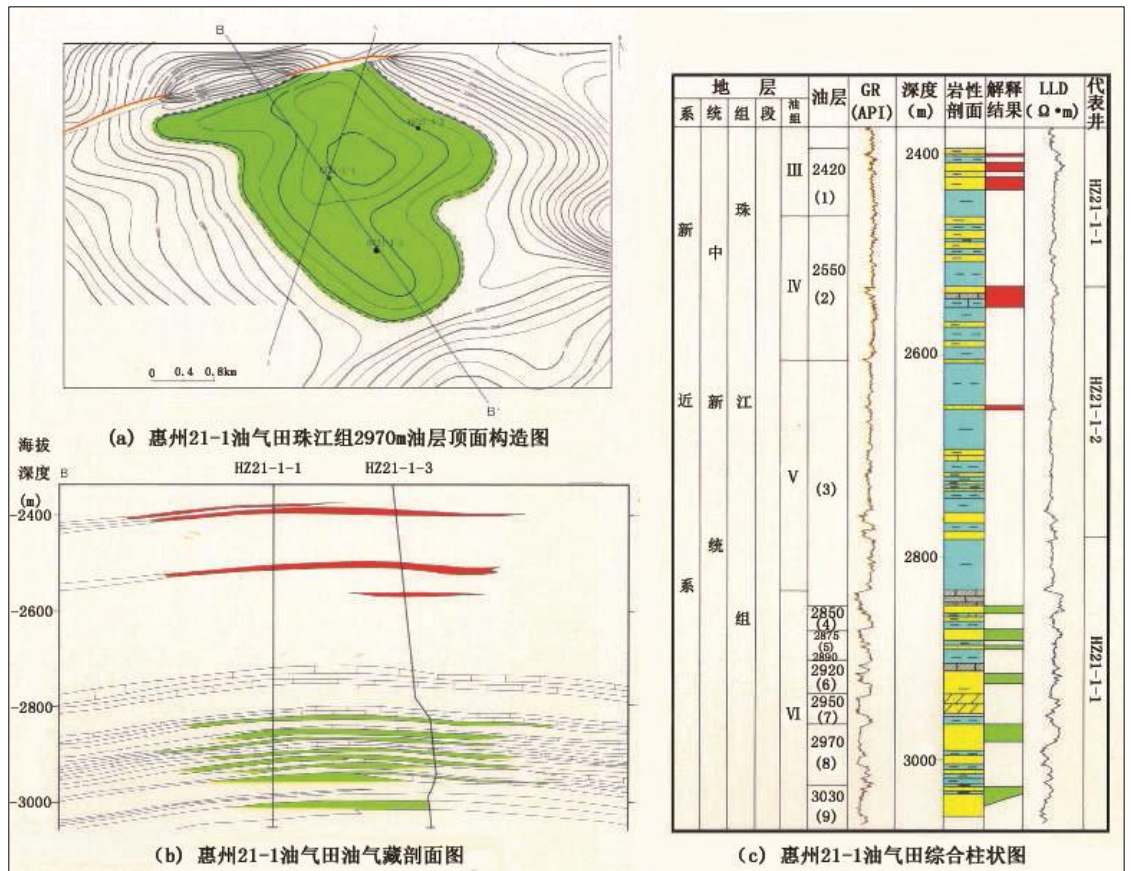 B
0 0.4 0.8km
B'
(a) 惠州21-1油气田珠江组2970m油层顶面构造图
海拔
深度
(m)
B
HZ21-1-1
HZ21-1-3
-2400
-2600
-2800
-3000
(b) 惠州21-1油气田油气藏剖面图
地 层
系
统
组
段
油组
油层
GR
(API)
深度
(m)
岩性
剖面
解释
结果
LLD
(Ω•m)
代表井
新近系
中新统
珠江组
III
IV
V
VI
2420
(1)
2550
(2)
(3)
2850
(4)
2875
(5)
2890
2920
(6)
2950
(7)
2970
(8)
3030
(9)
2400
2600
2800
3000
HZ21-1-1
HZ21-1-2
HZ21-1-1
(c) 惠州21-1油气田综合柱状图